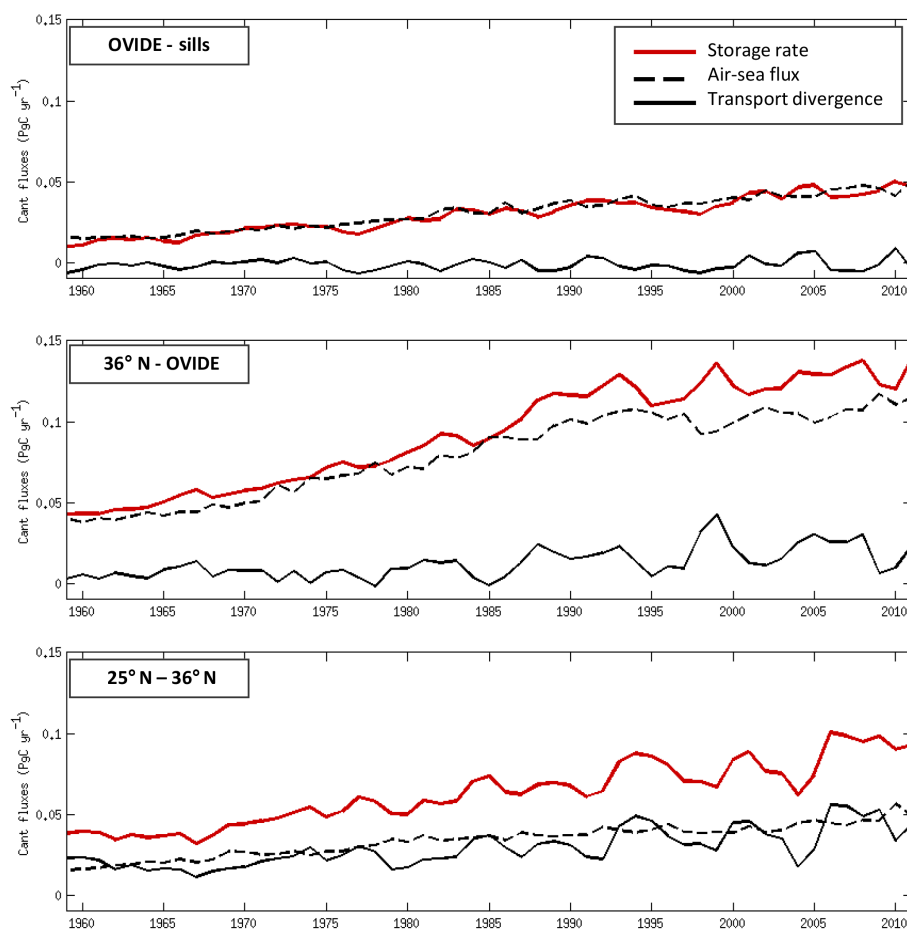 0.15
OVIDE - sills
Storage rate
Air-sea flux
Transport divergence
0.1
0.05
0
Cant fluxes (PgC yr⁻¹)
1960 1965 1970 1975 1980 1985 1990 1995 2000 2005 2010
0.15
36° N - OVIDE
0.1
0.05
0
Cant fluxes (PgC yr⁻¹)
1960 1965 1970 1975 1980 1985 1990 1995 2000 2005 2010
0.15
25° N – 36° N
0.1
0.05
0
Cant fluxes (PgC yr⁻¹)
1960 1965 1970 1975 1980 1985 1990 1995 2000 2005 2010